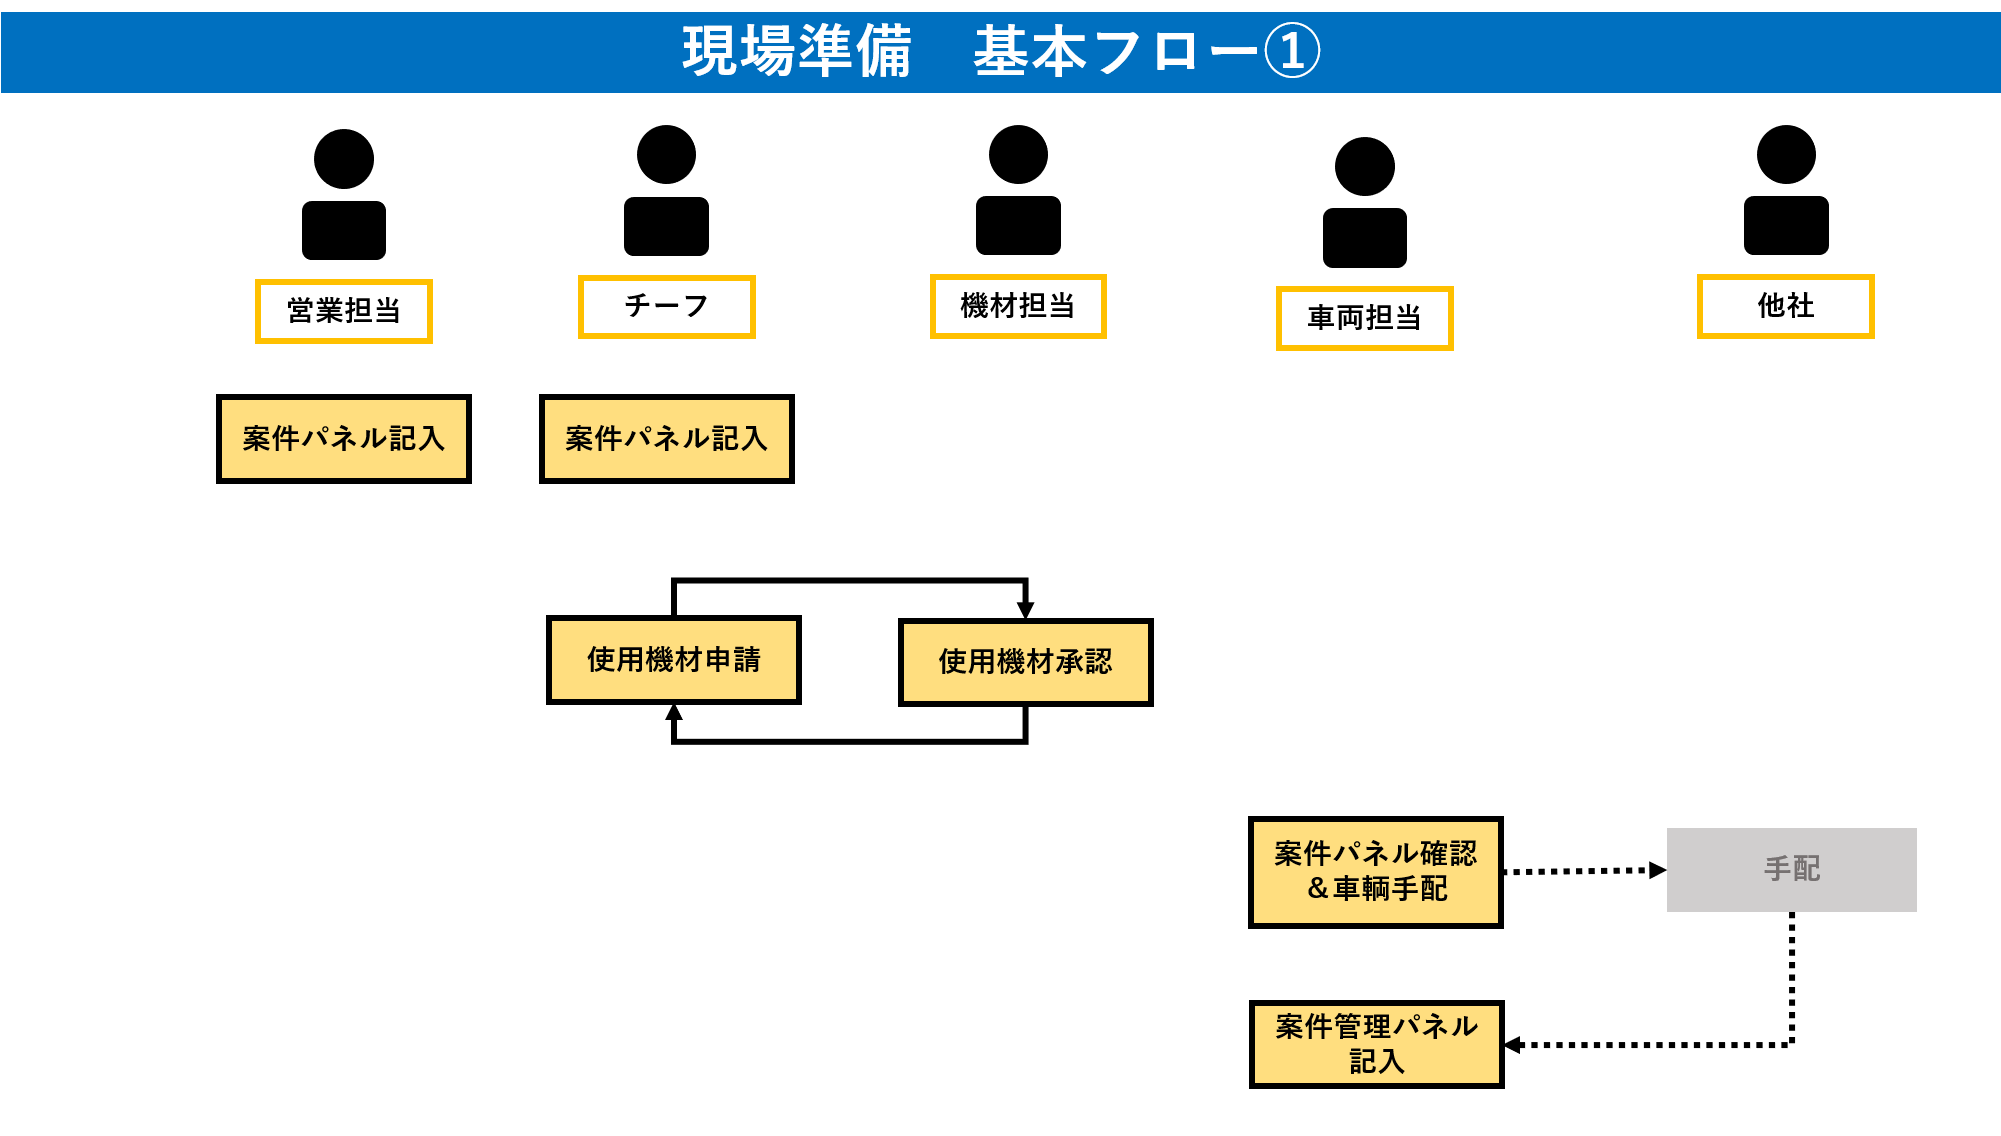 現場準備　基本フロー①
営業担当
チーフ
機材担当
車両担当
他社
案件パネル記入
案件パネル記入
使用機材申請
使用機材承認
案件パネル確認
＆車輌手配
手配
案件管理パネル
記入